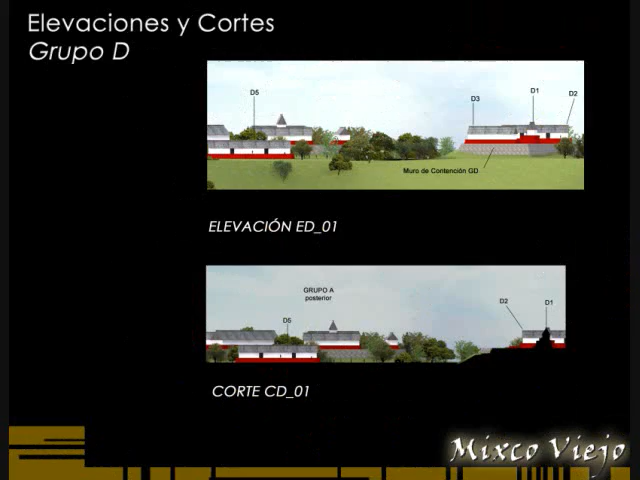 Elevaciones y Cortes
Grupo D
D5
D3
D1
D2
Muro de Contención GD
ELEVACIÓN ED_01
GRUPO A
posterior
D5
D2
D1
CORTE CD_01
Mixco Viejo